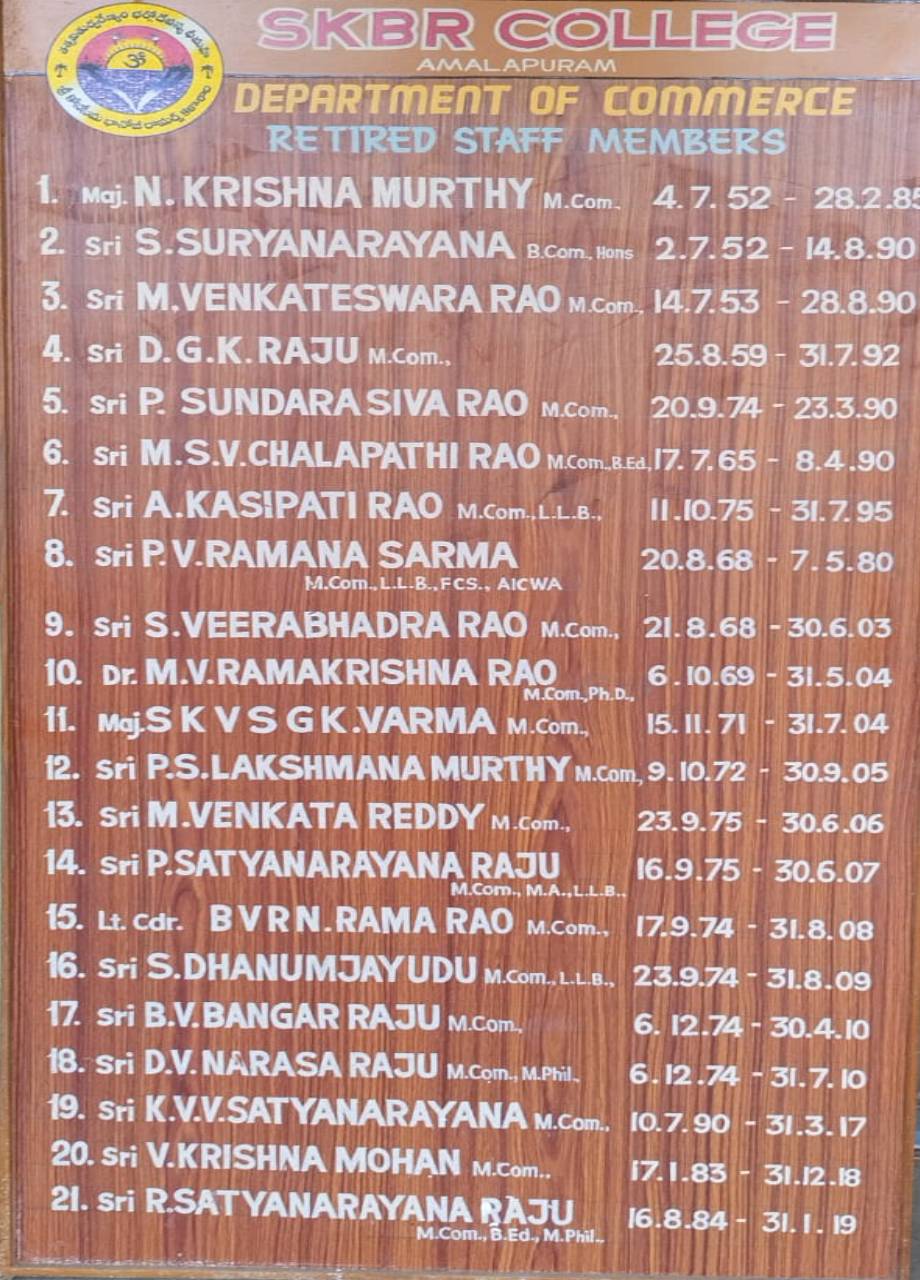 SKBR COLLEGE
AMALAPURAM
DEPARTMENT OF COMMERCE
RETIRED STAFF MEMBERS
1. Maj. N. KRISHNA MURTHY M.Com., 4.7.52 - 28.2.85
2. Sri S.SURYANARAYANA B.Com., Hons 2.7.52 - 14.8.90
3. Sri M.VENKATESWARA RAO M.Com., 14.7.53 - 28.8.90
4. Sri D.G.K.RAJU M.Com., 25.8.59 - 31.7.92
5. Sri P. SUNDARA SIVA RAO M.Com., 20.9.74 - 23.3.90
6. Sri M.S.V.CHALAPATHI RAO M.Com.,B.Ed., 17.7.65 - 8.4.90
7. Sri A.KASIPATI RAO M.Com.,L.L.B., 11.10.75 - 31.7.95
8. Sri P.V.RAMANA SARMA 20.8.68 - 7.5.80
M.Com.,L.L.B.,FCS., AICWA
9. Sri S.VEERABHADRA RAO M.Com., 21.8.68 - 30.6.03
10. Dr. M.V.RAMAKRISHNA RAO 6.10.69 - 31.5.04
M.Com.,Ph.D.,
11. Maj. S K V S G K.VARMA M.Com., 15.11.71 - 31.7.04
12. Sri P.S.LAKSHMANA MURTHY M.Com., 9.10.72 - 30.9.05
13. Sri M.VENKATA REDDY M.Com., 23.9.75 - 30.6.06
14. Sri P.SATYANARAYANA RAJU 16.9.75 - 30.6.07
M.Com., M.A.,L.L.B.,
15. Lt. Cdr. B V R N.RAMA RAO M.Com., 17.9.74 - 31.8.08
16. Sri S.DHANUMJAYUDU M.Com., L.L.B., 23.9.74 - 31.8.09
17. Sri B.V.BANGAR RAJU M.Com., 6.12.74 - 30.4.10
18. Sri D.V.NARASA RAJU M.Com., M.Phil., 6.12.74 - 31.7.10
19. Sri K.V.V.SATYANARAYANA M.Com., 10.7.90 - 31.3.17
20. Sri V.KRISHNA MOHAN M.Com., 17.1.83 - 31.12.18
21. Sri R.SATYANARAYANA RAJU 16.8.84 - 31.1.19
M.Com., B.Ed., M.Phil.,